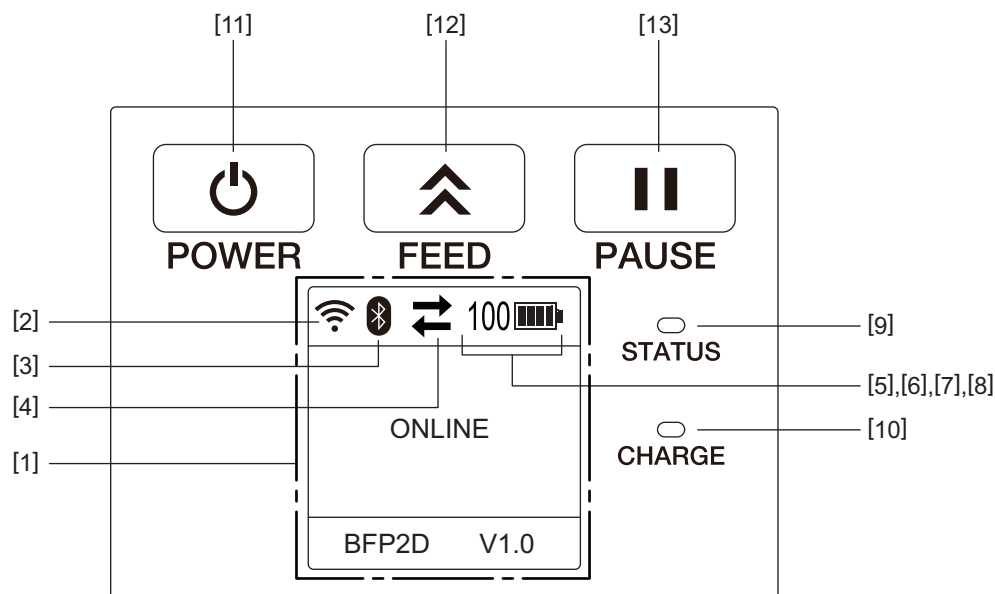 [11] [12] [13]
POWER FEED PAUSE
[2] 100 [9]
[3] STATUS
[4] [5],[6],[7],[8]
ONLINE [10]
[1] CHARGE
BFP2D V1.0